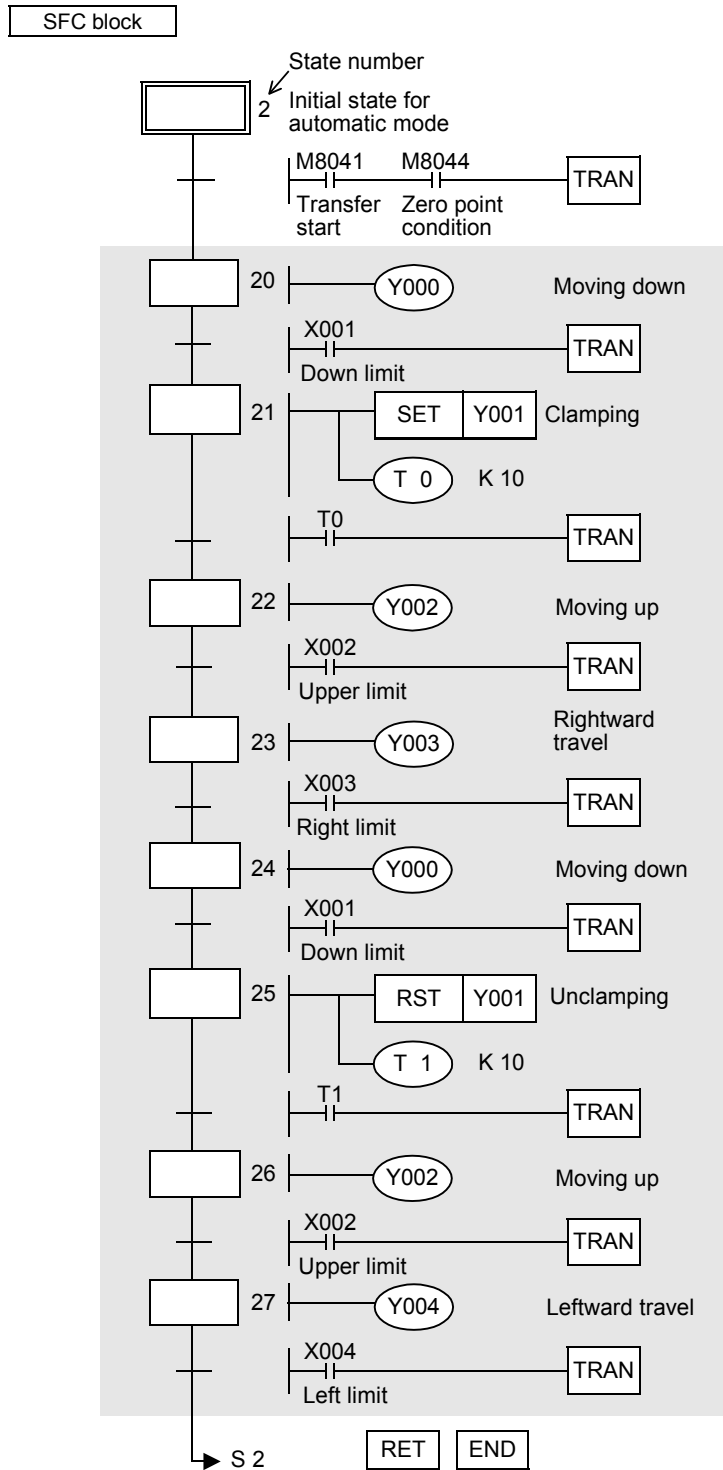 SFC block
State number
2 Initial state for
automatic mode
M8041 M8044
TRAN
Transfer Zero point
start condition
20 Y000 Moving down
X001
TRAN
Down limit
21 SET Y001 Clamping
T 0 K 10
T0
TRAN
22 Y002 Moving up
X002
TRAN
Upper limit
Rightward
23 Y003 travel
X003
TRAN
Right limit
24 Y000 Moving down
X001
TRAN
Down limit
25 RST Y001 Unclamping
T 1 K 10
T1
TRAN
26 Y002 Moving up
X002
TRAN
Upper limit
27 Y004 Leftward travel
X004
TRAN
Left limit
S 2 RET END